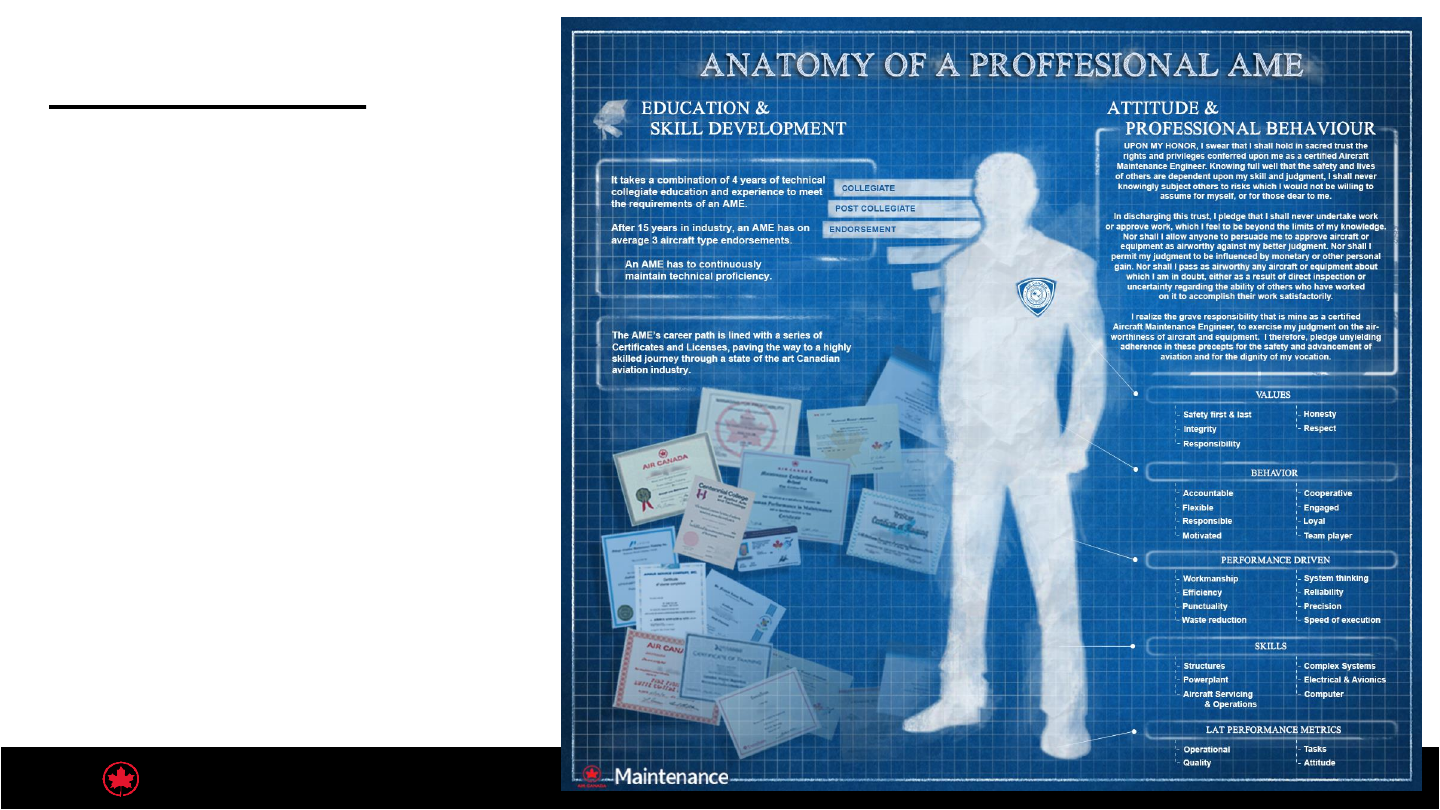 ANATOMY OF A PROFFESIONAL AME
EDUCATION &
SKILL DEVELOPMENT
It takes a combination of 4 years of technical
collegiate education and experience to meet
the requirements of an AME.
After 15 years in industry, an AME has on
average 3 aircraft type endorsements.
An AME has to continuously
maintain technical proficiency.
COLLEGIATE
POST COLLEGIATE
ENDORSEMENT
The AME's career path is lined with a series of
Certificates and Licenses, paving the way to a highly
skilled journey through a state of the art Canadian
aviation industry.
AIR CANADA
Centennial College
AIR CANA
CERTIFICATE OF TRAINING
ATTITUDE &
PROFESSIONAL BEHAVIOUR
UPON MY HONOR, I swear that I shall hold in sacred trust the
rights and privileges conferred upon me as a certified Aircraft
Maintenance Engineer. Knowing full well that the safety and lives
of others are dependent upon my skill and judgment, I shall never
knowingly subject others to risks which I would not be willing to
assume for myself, or for those dear to me.
In discharging this trust, I pledge that I shall never undertake work
or approve work, which I feel to be beyond the limits of my knowledge.
Nor shall I allow anyone to persuade me to approve aircraft or
equipment as airworthy against my better judgment. Nor shall I
permit my judgment to be influenced by monetary or other personal
gain. Nor shall I pass as airworthy any aircraft or equipment about
which I am in doubt, either as a result of direct inspection or
uncertainty regarding the ability of others who have worked
on it to accomplish their work satisfactorily.
I realize the grave responsibility that is mine as a certified
Aircraft Maintenance Engineer, to exercise my judgment on the air-
worthiness of aircraft and equipment. I therefore, pledge unyielding
adherence in these precepts for the safety and advancement of
aviation and for the dignity of my vocation.
VALUES
- Safety first & last
- Integrity
- Responsibility
- Honesty
- Respect
BEHAVIOR
- Accountable
- Flexible
- Responsible
- Motivated
- Cooperative
- Engaged
- Loyal
- Team player
PERFORMANCE DRIVEN
- Workmanship
- Efficiency
- Punctuality
- Waste reduction
- System thinking
- Reliability
- Precision
- Speed of execution
SKILLS
- Structures
- Powerplant
- Aircraft Servicing
& Operations
- Complex Systems
- Electrical & Avionics
- Computer
LAT PERFORMANCE METRICS
- Operational
- Quality
- Tasks
- Attitude
AIR CANADA
Maintenance